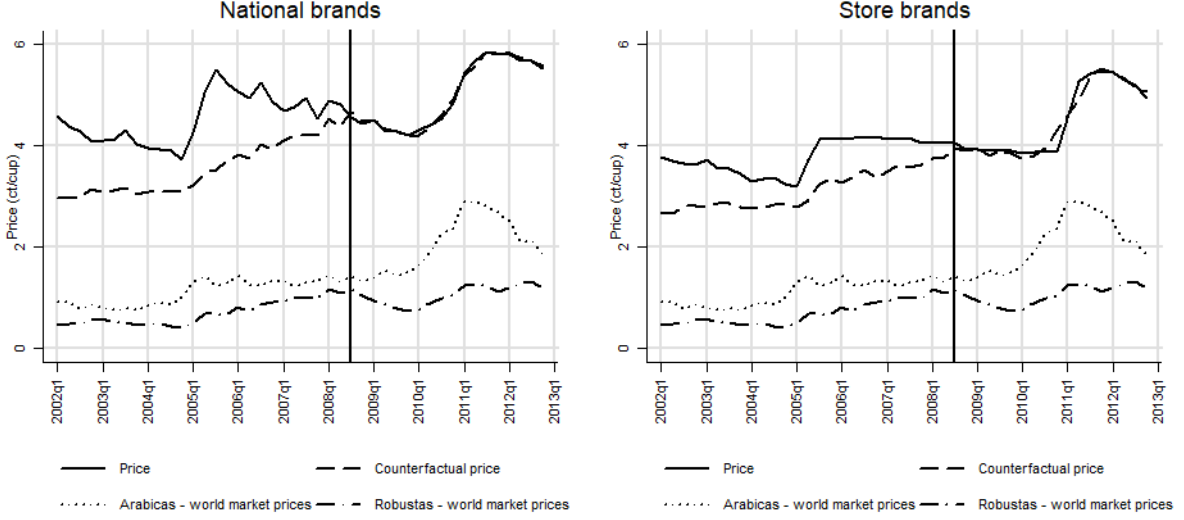 National brands
Price (ct/cup)
6
4
2
0
2002q1
2003q1
2004q1
2005q1
2006q1
2007q1
2008q1
2009q1
2010q1
2011q1
2012q1
2013q1
Price
Counterfactual price
Arabicas - world market prices
Robustas - world market prices
Store brands
Price (ct/cup)
6
4
2
0
2002q1
2003q1
2004q1
2005q1
2006q1
2007q1
2008q1
2009q1
2010q1
2011q1
2012q1
2013q1
Price
Counterfactual price
Arabicas - world market prices
Robustas - world market prices